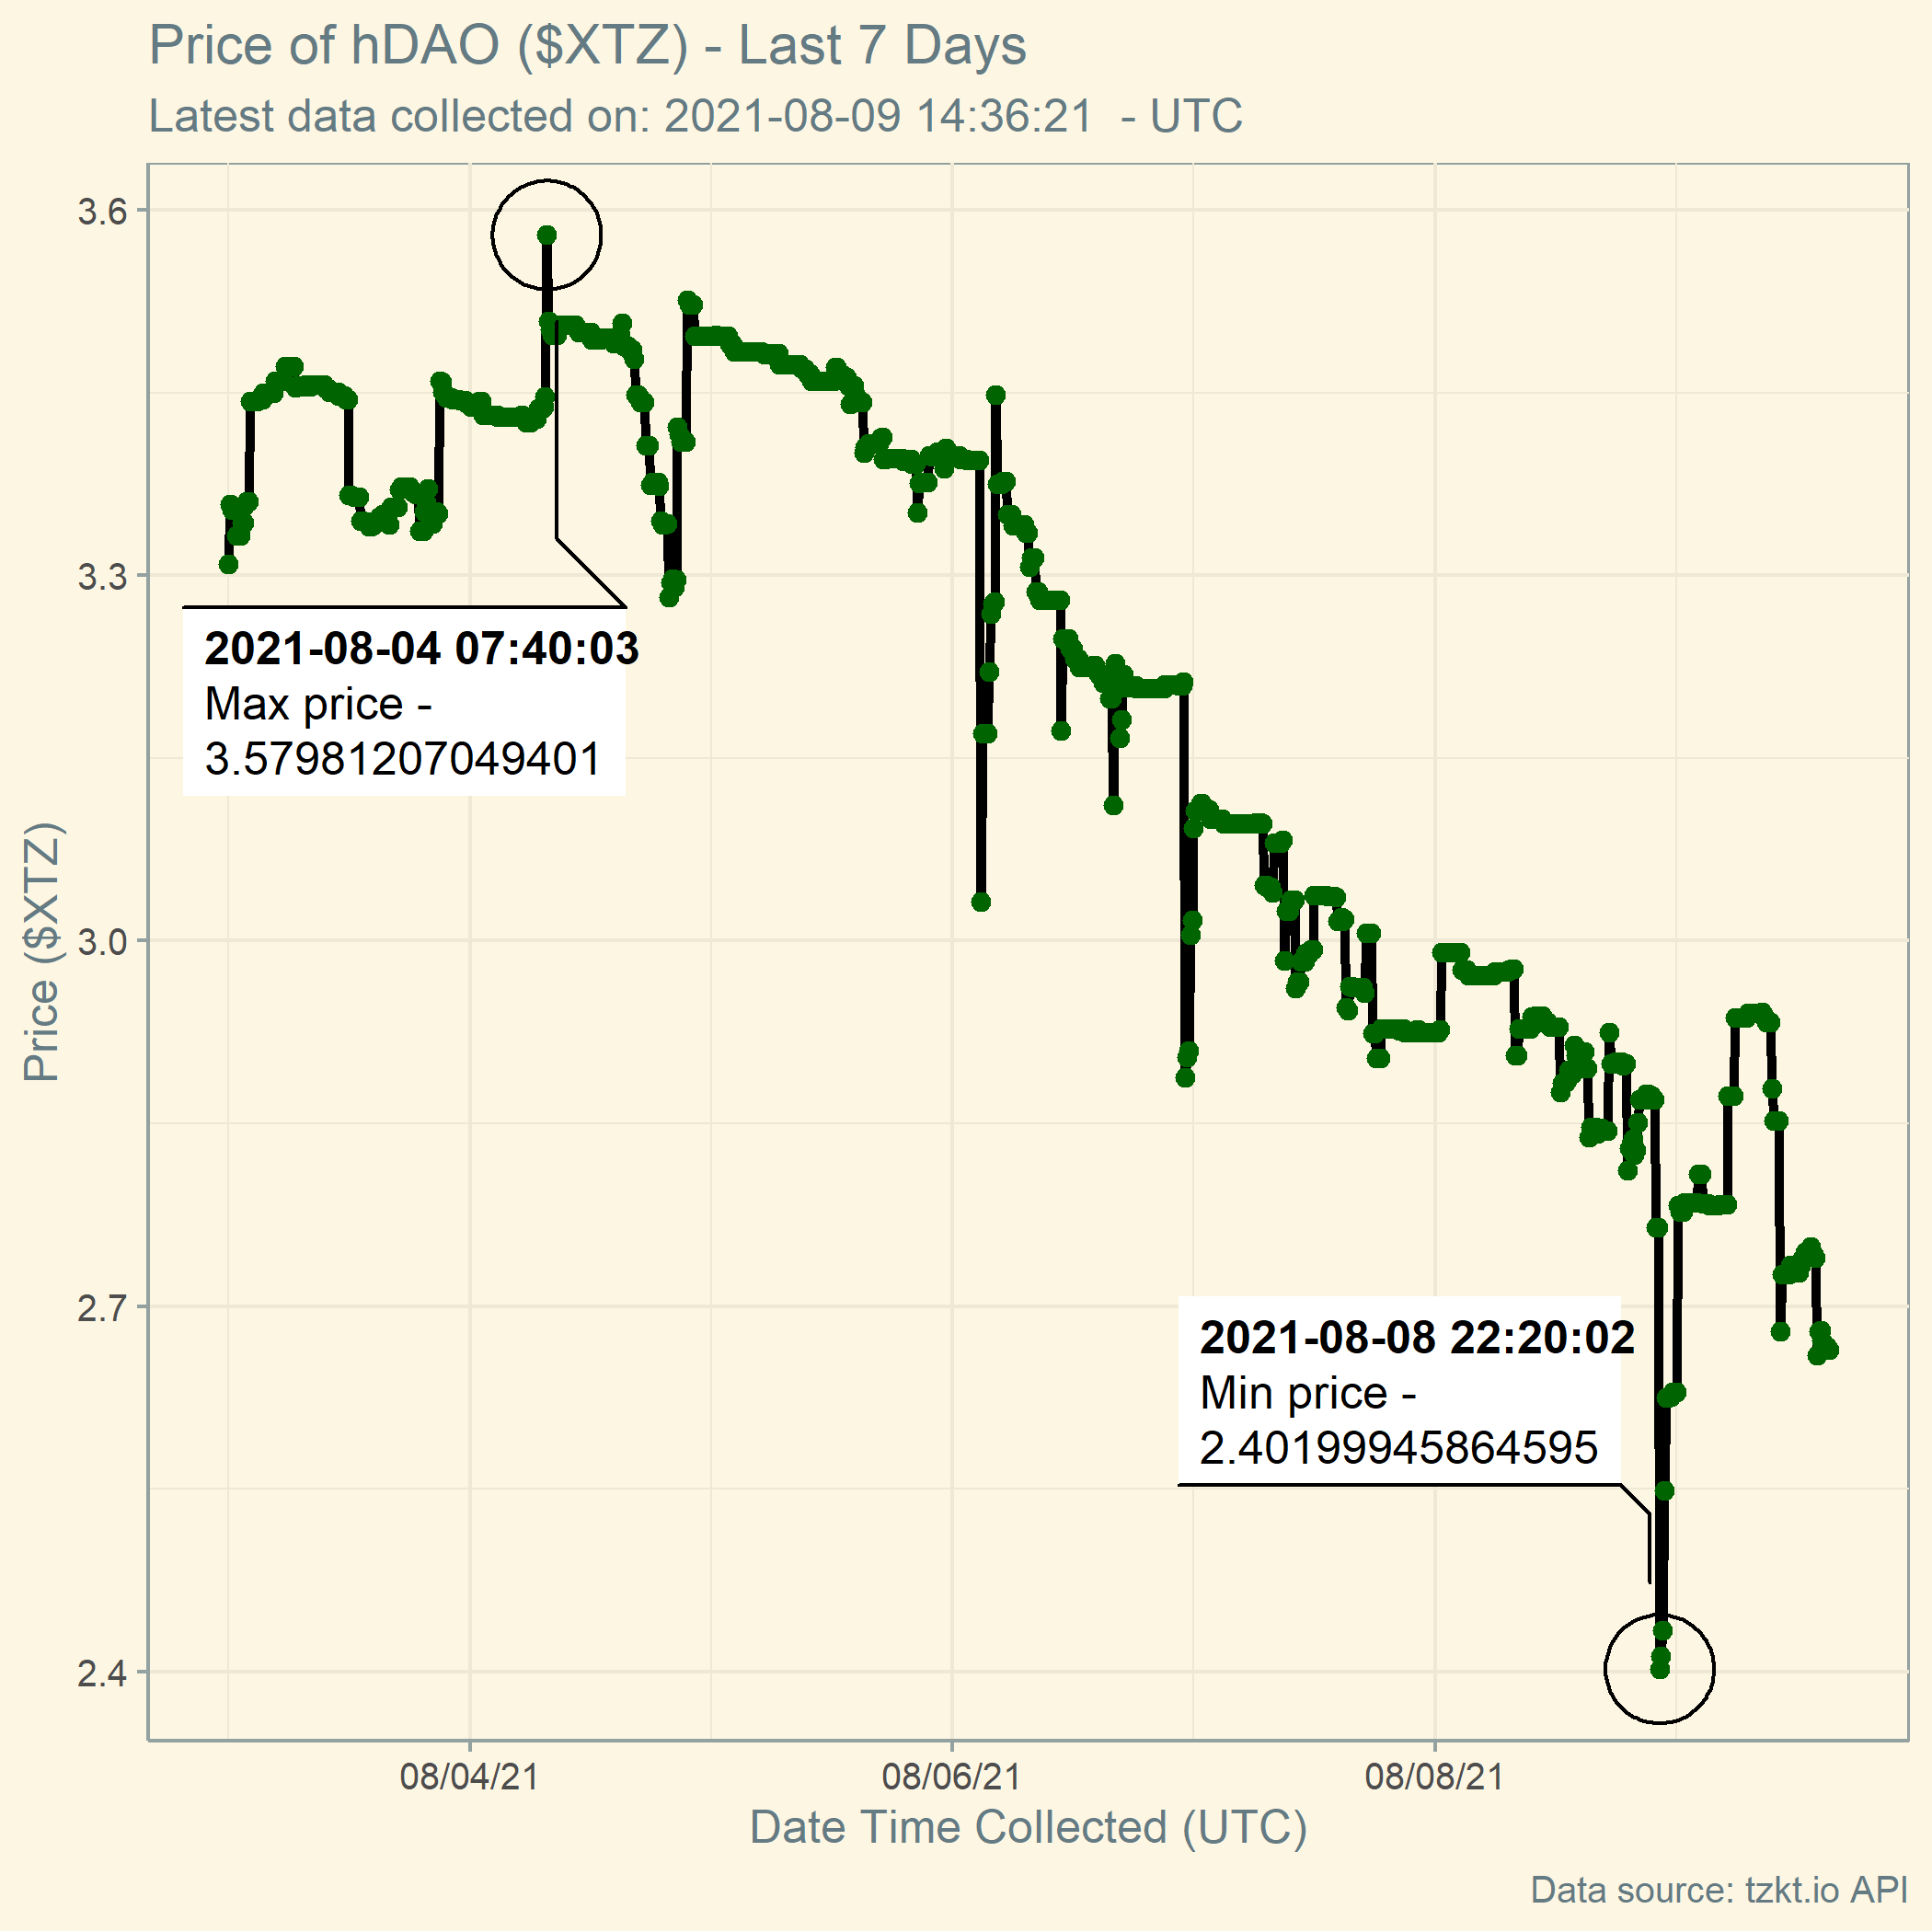 Price of hDAO ($XTZ) - Last 7 Days
Latest data collected on: 2021-08-09 14:36:21  - UTC
Price ($XTZ)
3.6
3.3
3.0
2.7
2.4
2021-08-04 07:40:03
Max price -
3.57981207049401
2021-08-08 22:20:02
Min price -
2.40199945864595
08/04/21
08/06/21
08/08/21
Date Time Collected (UTC)
Data source: tzkt.io API